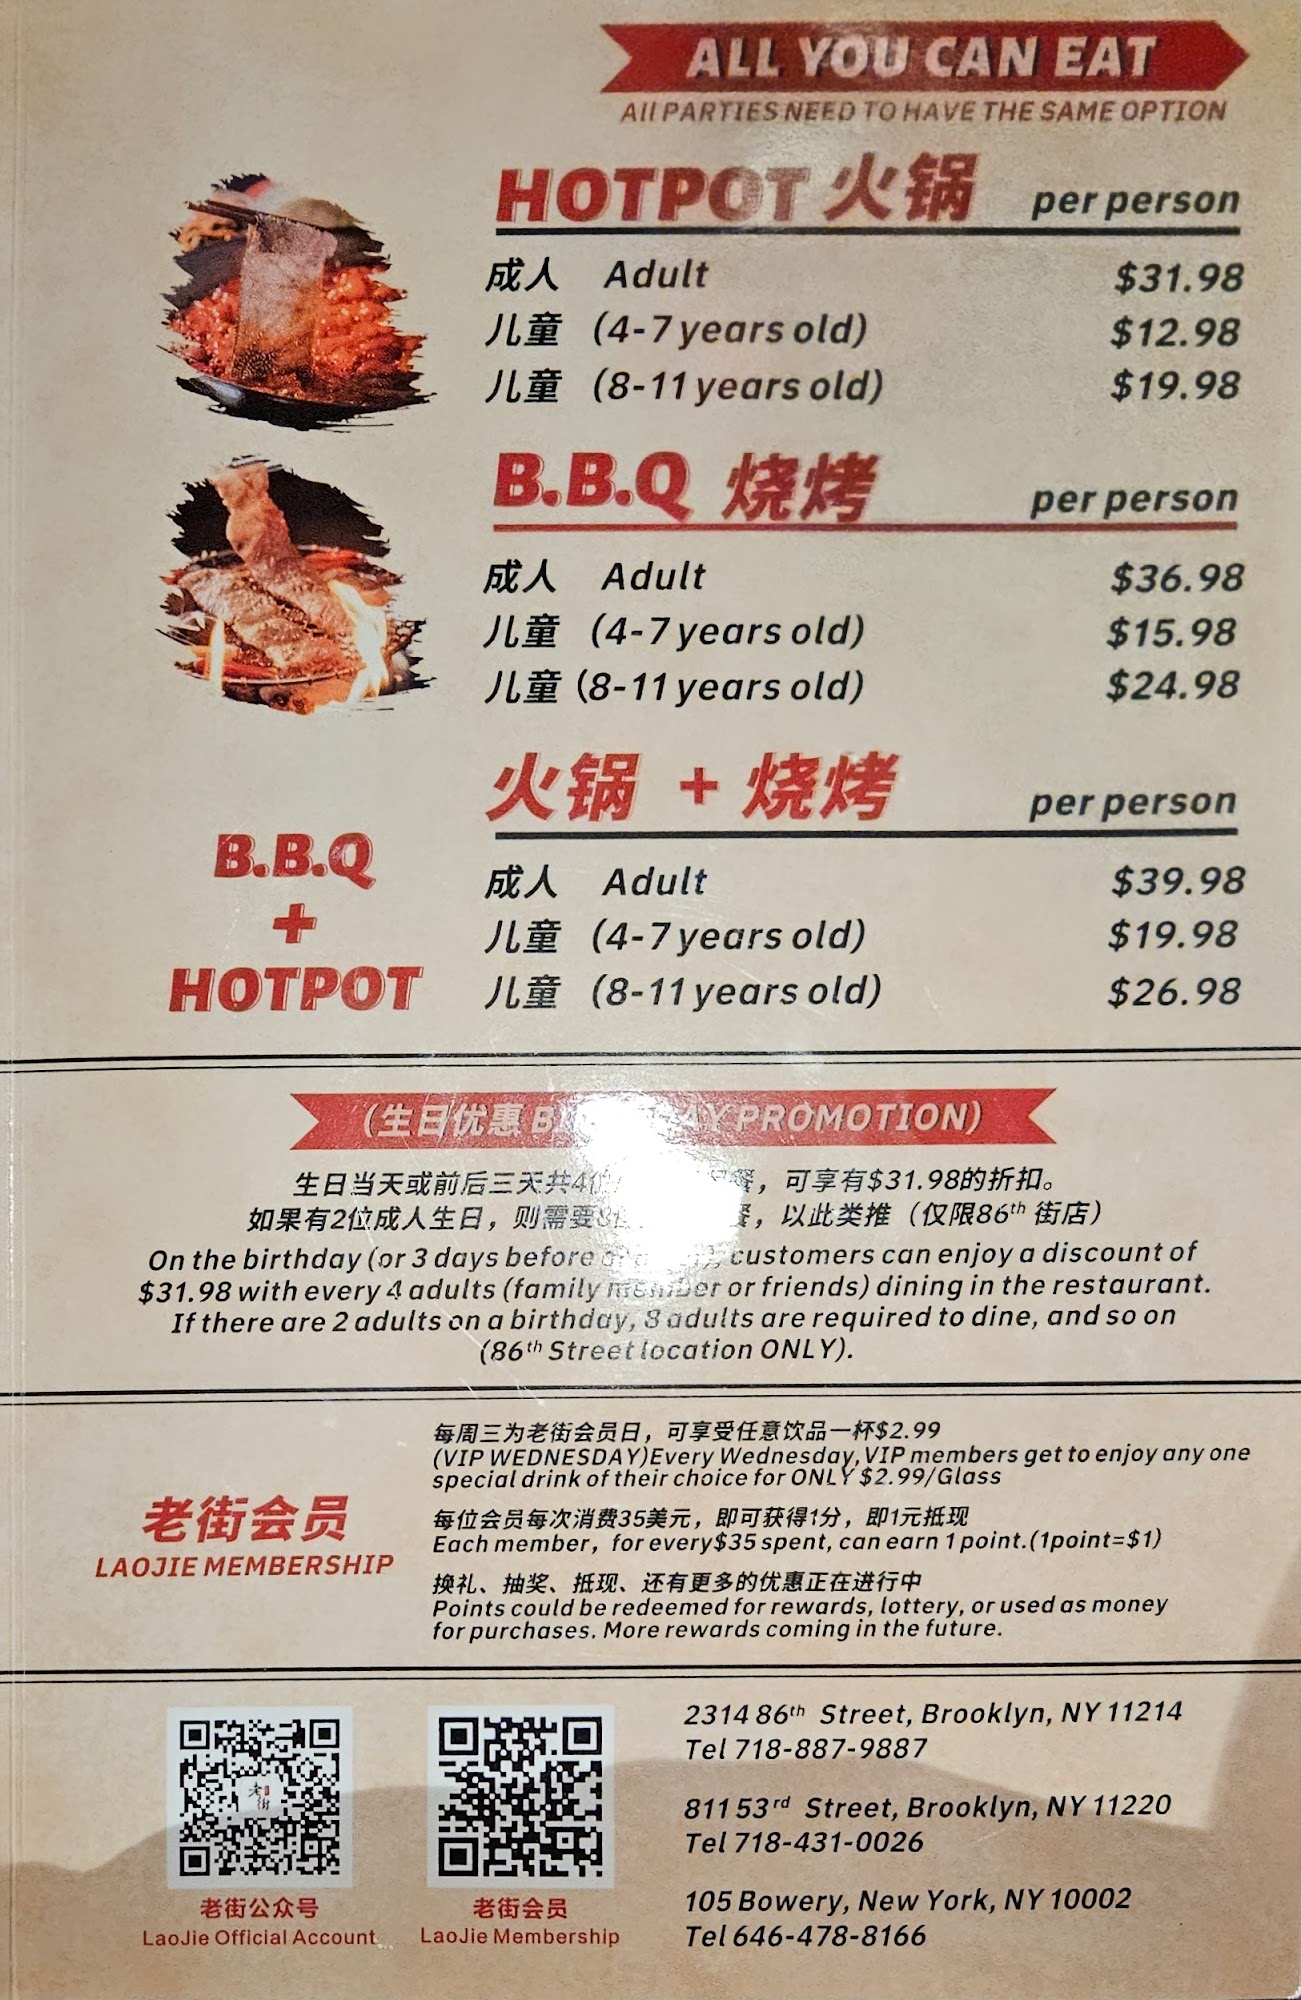 ALL YOU CAN EAT
All PARTIES NEED TO HAVE THE SAME OPTION
HOTPOT 火锅 per person
成人 Adult $31.98
儿童 (4-7 years old) $12.98
儿童 (8-11 years old) $19.98
B.B.Q 烧烤 per person
成人 Adult $36.98
儿童 (4-7 years old) $15.98
儿童 (8-11 years old) $24.98
火锅 + 烧烤 per person
B.B.Q
+
HOTPOT
成人 Adult $39.98
儿童 (4-7 years old) $19.98
儿童 (8-11 years old) $26.98
(生日优惠 PROMOTION)
生日当天或前后三天共4位 餐，可享有$31.98的折扣。
如果有2位成人生日，则需要8位 餐，以此类推（仅限86th 街店）
On the birthday (or 3 days before customers can enjoy a discount of
$31.98 with every 4 adults (family member or friends) dining in the restaurant.
If there are 2 adults on a birthday, 8 adults are required to dine, and so on
(86th Street location ONLY).
老街会员
LAOJIE MEMBERSHIP
每周三为老街会员日，可享受任意饮品一杯$2.99
(VIP WEDNESDAY)Every Wednesday,VIP members get to enjoy any one
special drink of their choice for ONLY $2.99/Glass
每位会员每次消费35美元，即可获得1分，即1元抵现
Each member, for every$35 spent, can earn 1 point.(1point=$1)
换礼、抽奖、抵现、还有更多的优惠正在进行中
Points could be redeemed for rewards, lottery, or used as money
for purchases. More rewards coming in the future.
老街
老街公众号
LaoJie Official Account
老街会员
LaoJie Membership
2314 86th Street, Brooklyn, NY 11214
Tel 718-887-9887
811 53rd Street, Brooklyn, NY 11220
Tel 718-431-0026
105 Bowery, New York, NY 10002
Tel 646-478-8166